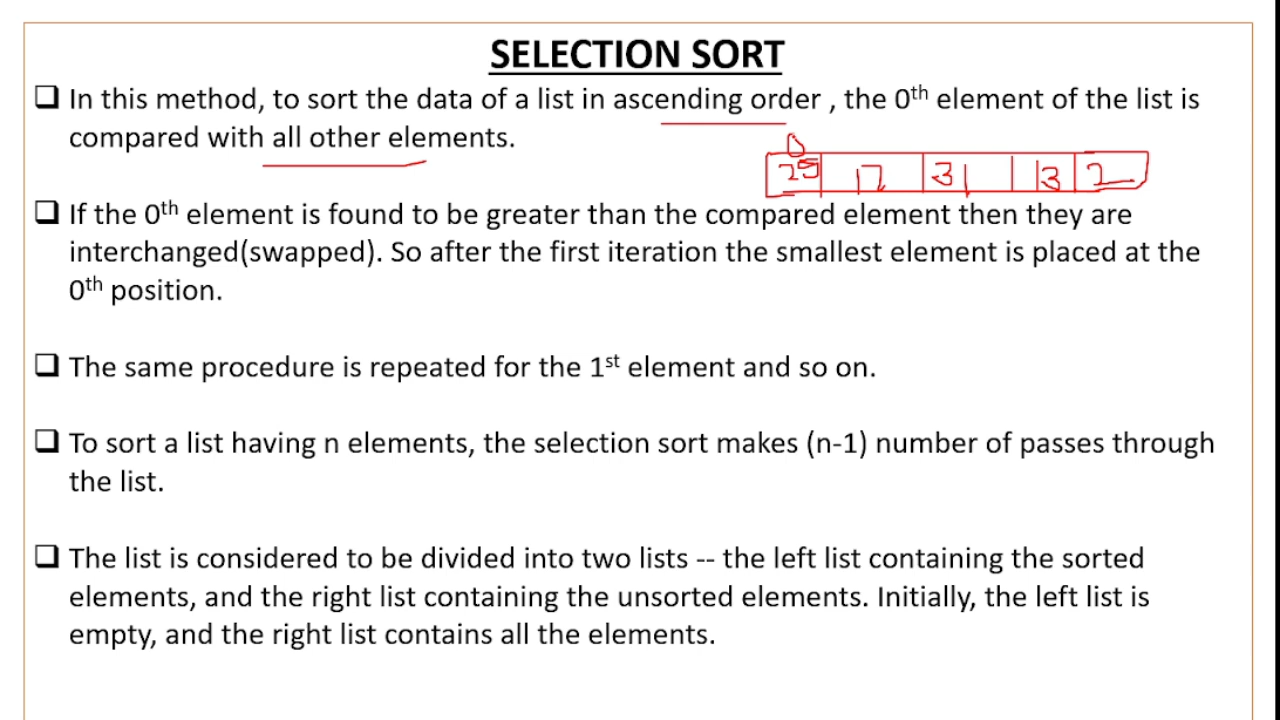 SELECTION SORT
❑ In this method, to sort the data of a list in ascending order , the 0th element of the list is
compared with all other elements.
0
25 17 31 13 2
❑ If the 0th element is found to be greater than the compared element then they are
interchanged(swapped). So after the first iteration the smallest element is placed at the
0th position.
❑ The same procedure is repeated for the 1st element and so on.
❑ To sort a list having n elements, the selection sort makes (n-1) number of passes through
the list.
❑ The list is considered to be divided into two lists -- the left list containing the sorted
elements, and the right list containing the unsorted elements. Initially, the left list is
empty, and the right list contains all the elements.